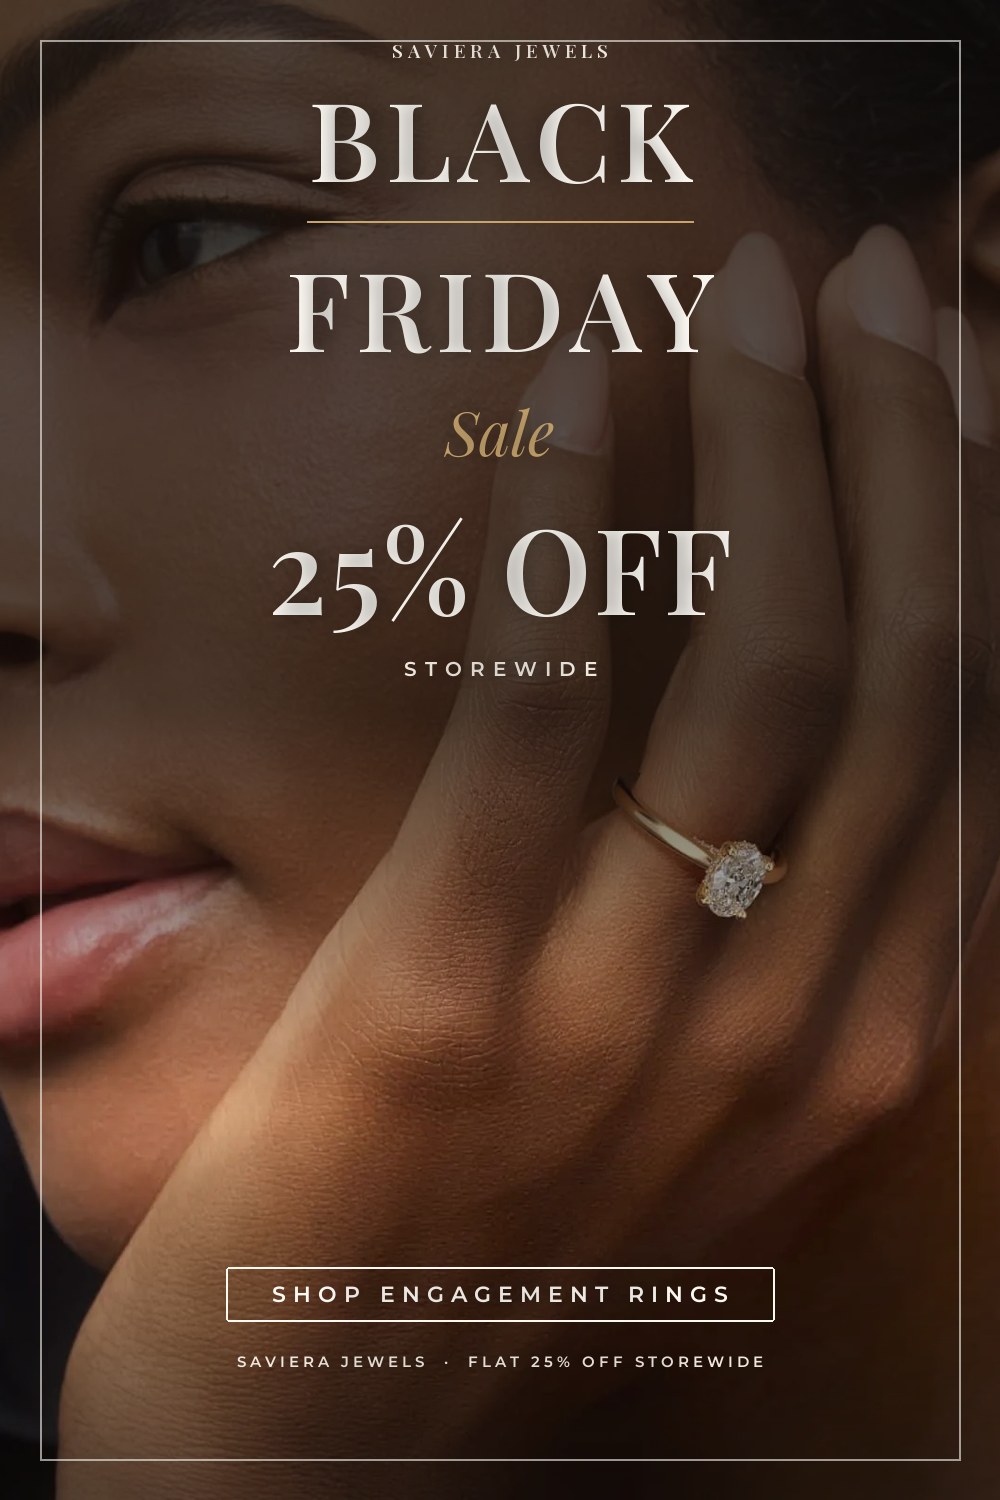 SAVIERA JEWELS
BLACK
FRIDAY
Sale
25% OFF
STOREWIDE
SHOP ENGAGEMENT RINGS
SAVIERA JEWELS · FLAT 25% OFF STOREWIDE